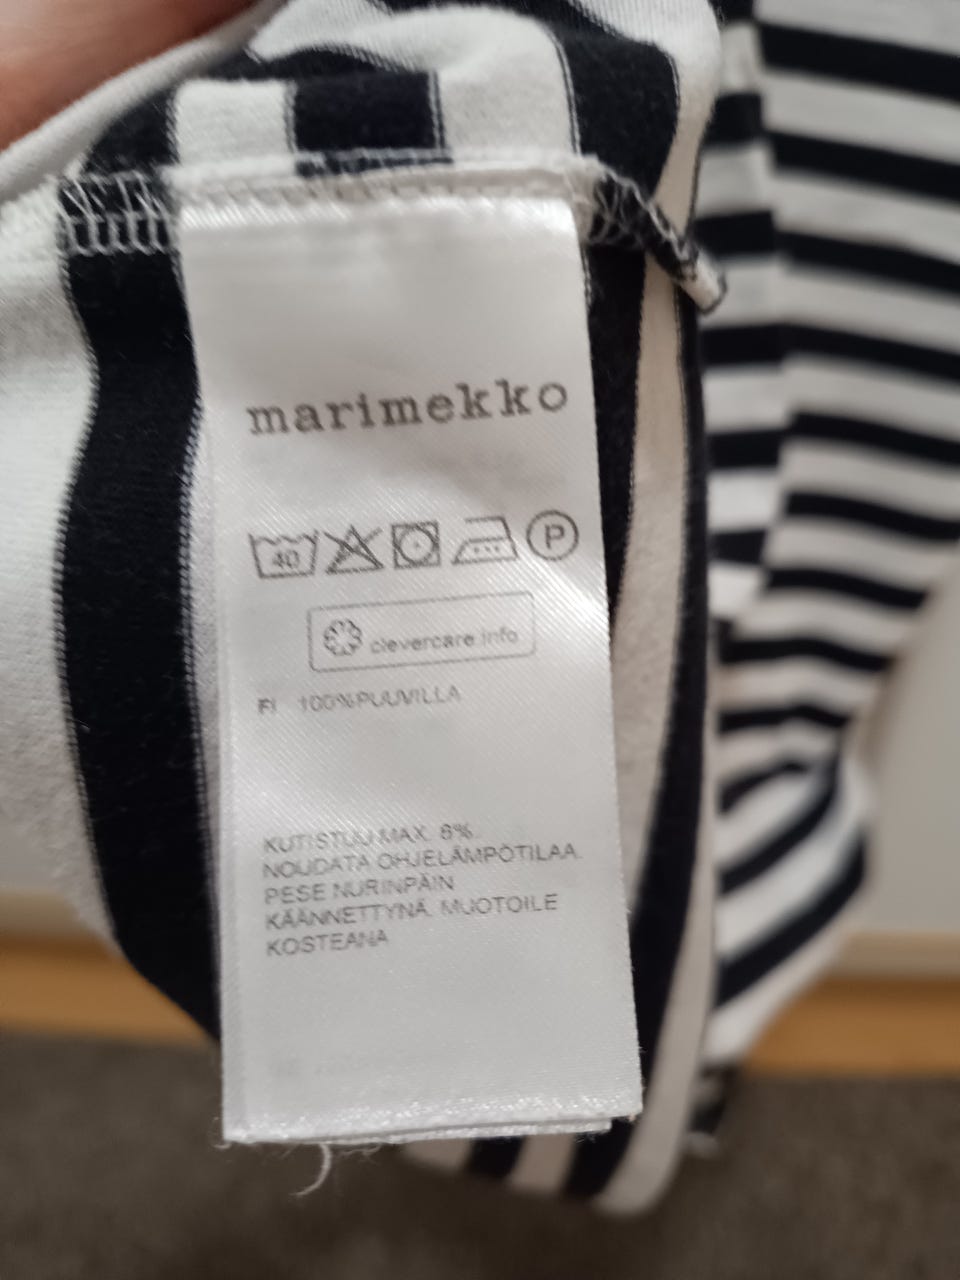 marimekko
40
P
clevercare.info
FI 100%PUUVILLA
KUTISTUU MAX. 8%.
NOUDATA OHJELÄMPÖTILAA.
PESE NURINPÄIN
KÄÄNNETTYNÄ. MUOTOILE
KOSTEANA